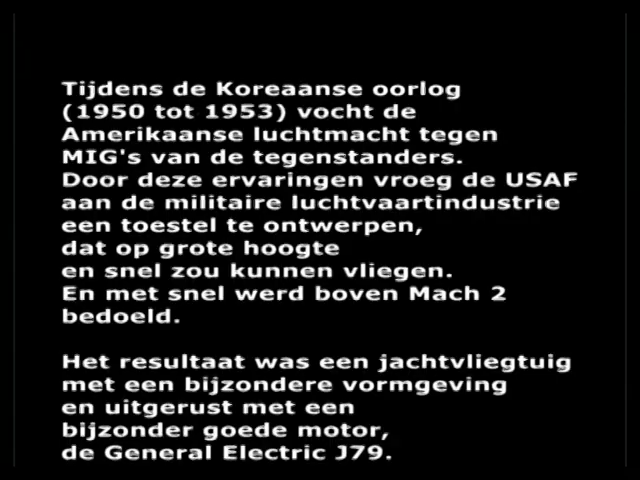 Tijdens de Koreaanse oorlog
(1950 tot 1953) vocht de
Amerikaanse luchtmacht tegen
MIG's van de tegenstanders.
Door deze ervaringen vroeg de USAF
aan de militaire luchtvaartindustrie
een toestel te ontwerpen,
dat op grote hoogte
en snel zou kunnen vliegen.
En met snel werd boven Mach 2
bedoeld.
Het resultaat was een jachtvliegtuig
met een bijzondere vormgeving
en uitgerust met een
bijzonder goede motor,
de General Electric J79.